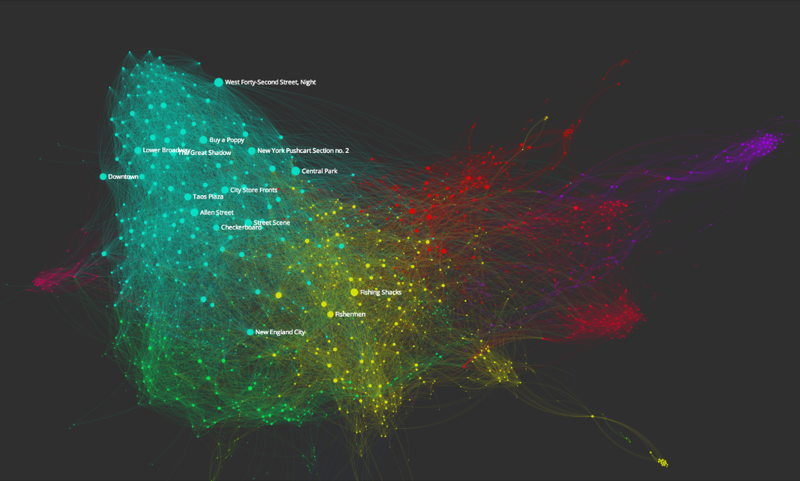 West Forty-Second Street, Night
Buy a Poppy
Lower Broadway
The Great Shadow
New York Pushcart Section no. 2
Central Park
Downtown
City Store Fronts
Taos Plaza
Allen Street
Street Scene
Checkerboard
Fishing Shacks
Fishermen
New England City